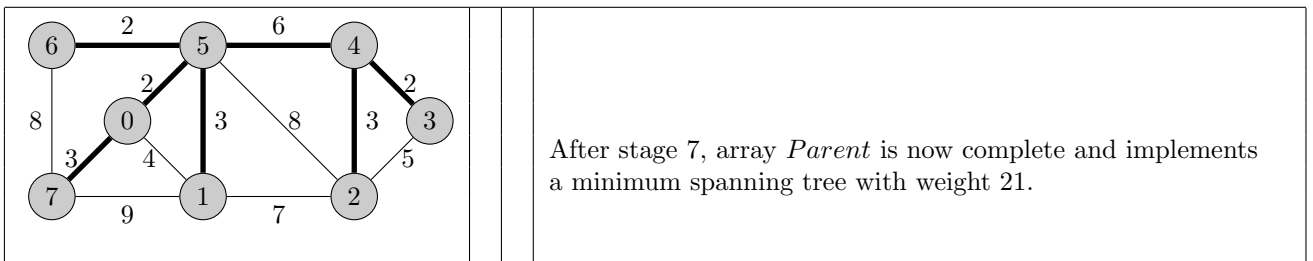 2 6
6 5 4
2 2
8 0 3 8 3 3
3 4 5
7 1 2
9 7
After stage 7, array Parent is now complete and implements
a minimum spanning tree with weight 21.